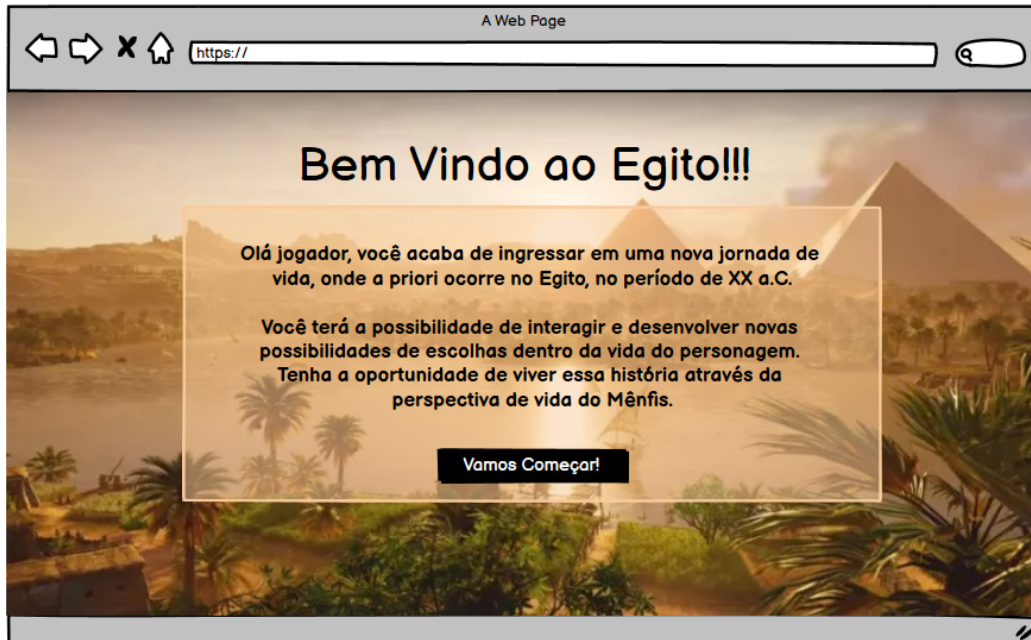 A Web Page
https://
Bem Vindo ao Egito!!!
Olá jogador, você acaba de ingressar em uma nova jornada de
vida, onde a priori ocorre no Egito, no período de XX a.C.
Você terá a possibilidade de interagir e desenvolver novas
possibilidades de escolhas dentro da vida do personagem.
Tenha a oportunidade de viver essa história através da
perspectiva de vida do Mênfis.
Vamos Começar!